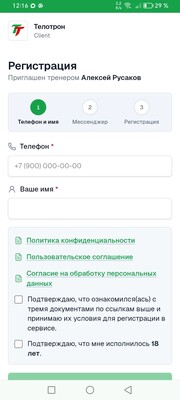 12:16
29 %
Телотрон
Client
Регистрация
Приглашен тренером Алексей Русаков
1 2 3
Телефон и имя Мессенджер Регистрация
Телефон *
+7 (900) 000-00-00
Ваше имя *
Политика конфиденциальности
Пользовательское соглашение
Согласие на обработку персональных
данных
Подтверждаю, что ознакомился(ась) с
тремя документами по ссылкам выше и
принимаю их условия для регистрации в
сервисе.
Подтверждаю, что мне исполнилось 18
лет.